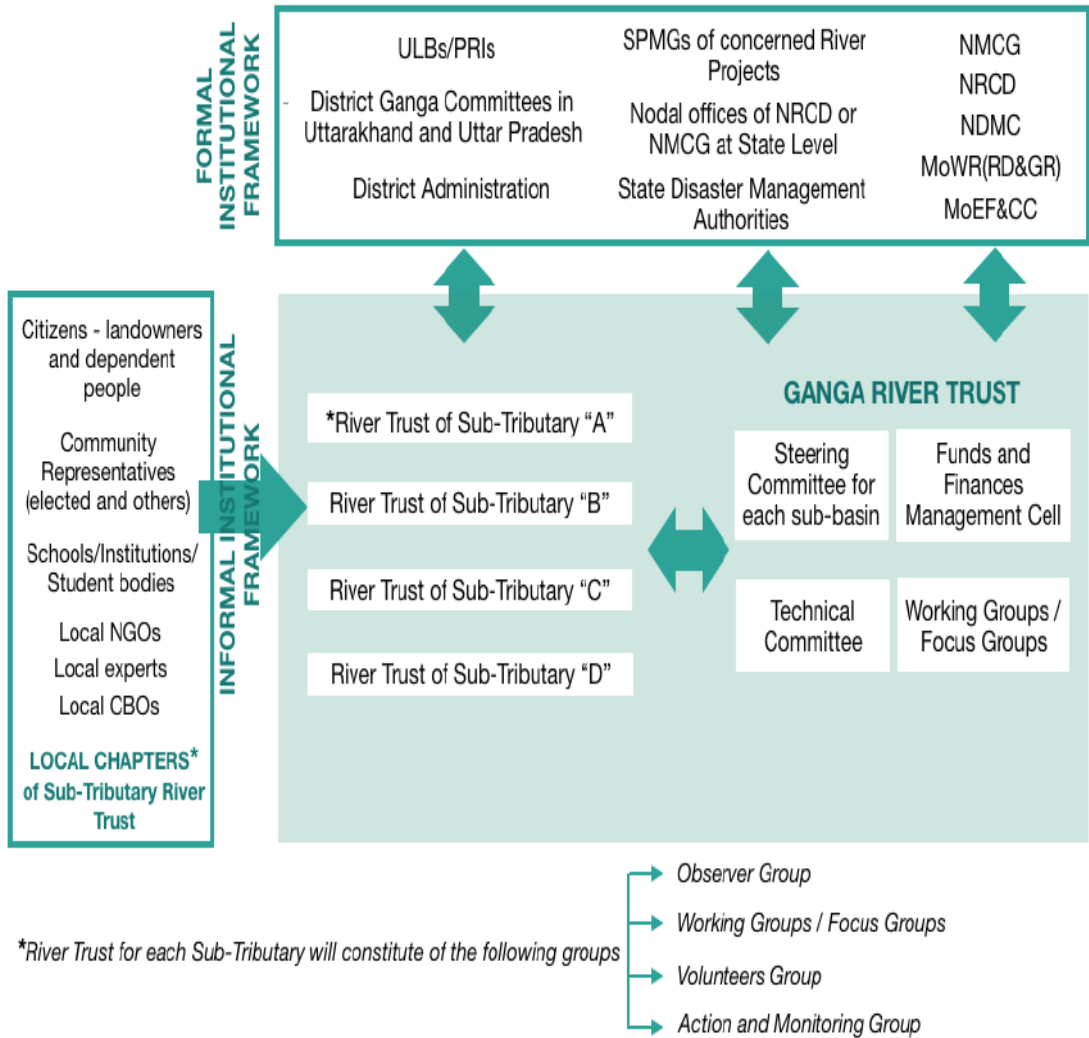 FORMAL
INSTITUTIONAL
FRAMEWORK
ULBs/PRIs
District Ganga Committees in
Uttarakhand and Uttar Pradesh
District Administration
SPMGs of concerned River
Projects
Nodal offices of NRCD or
NMCG at State Level
State Disaster Management
Authorities
NMCG
NRCD
NDMC
MoWR(RD&GR)
MoEF&CC
Citizens - landowners
and dependent
people
Community
Representatives
(elected and others)
Schools/Institutions/
Student bodies
Local NGOs
Local experts
Local CBOs
LOCAL CHAPTERS*
of Sub-Tributary River
Trust
INFORMAL INSTITUTIONAL
FRAMEWORK
*River Trust of Sub-Tributary “A”
River Trust of Sub-Tributary “B”
River Trust of Sub-Tributary “C”
River Trust of Sub-Tributary “D”
GANGA RIVER TRUST
Steering
Committee for
each sub-basin
Funds and
Finances
Management Cell
Technical
Committee
Working Groups /
Focus Groups
*River Trust for each Sub-Tributary will constitute of the following groups
Observer Group
Working Groups / Focus Groups
Volunteers Group
Action and Monitoring Group